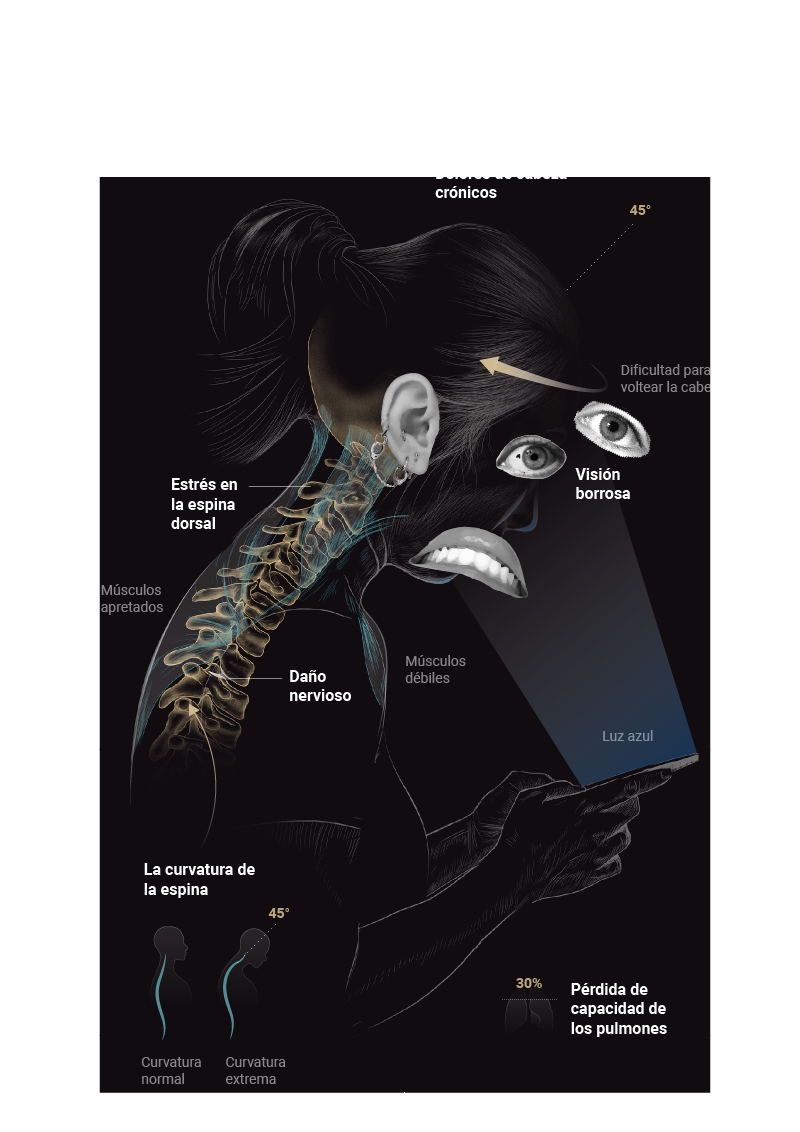 crónicos
45°
Dificultad para
voltear la cabe
Visión
borrosa
Estrés en
la espina
dorsal
Músculos
apretados
Músculos
débiles
Daño
nervioso
Luz azul
La curvatura de
la espina
45°
30%
Pérdida de
capacidad de
los pulmones
Curvatura
normal
Curvatura
extrema